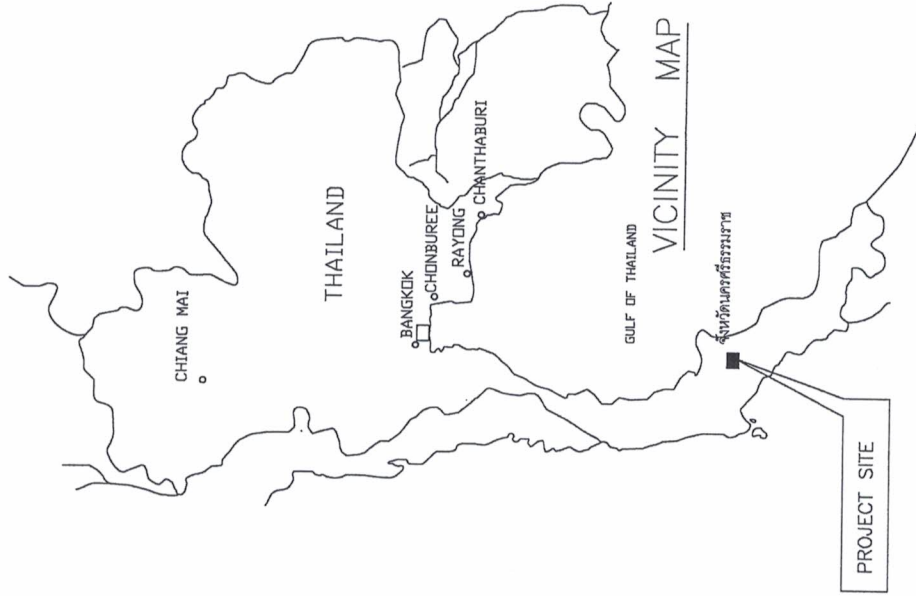 CHIANG MAI
THAILAND
BANGKOK
CHONBUREE
RAYONG
CHANTHABURI
GULF OF THAILAND
VICINITY MAP
จังหวัดนครศรีธรรมราช
PROJECT SITE